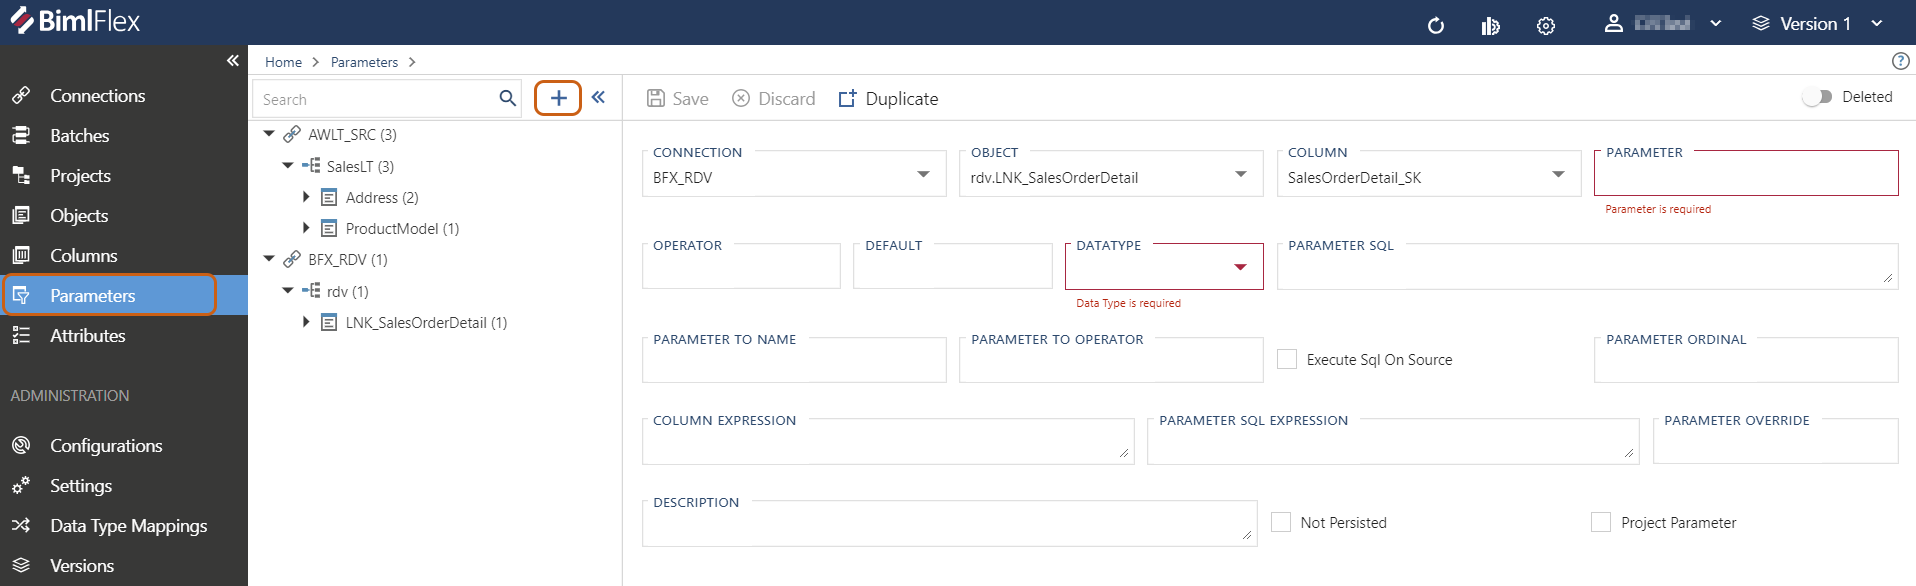 BimlFlex
Version 1
Connections
Batches
Projects
Objects
Columns
Parameters
Attributes
ADMINISTRATION
Configurations
Settings
Data Type Mappings
Versions
Home > Parameters >
Search
AWLT_SRC (3)
SalesLT (3)
Address (2)
ProductModel (1)
BFX_RDV (1)
rdv (1)
LNK_SalesOrderDetail (1)
Save Discard Duplicate
Deleted
CONNECTION OBJECT COLUMN PARAMETER
BFX_RDV rdv.LNK_SalesOrderDetail SalesOrderDetail_SK
Parameter is required
OPERATOR DEFAULT DATATYPE PARAMETER SQL
Data Type is required
PARAMETER TO NAME PARAMETER TO OPERATOR PARAMETER ORDINAL
Execute Sql On Source
COLUMN EXPRESSION PARAMETER SQL EXPRESSION PARAMETER OVERRIDE
DESCRIPTION
Not Persisted Project Parameter